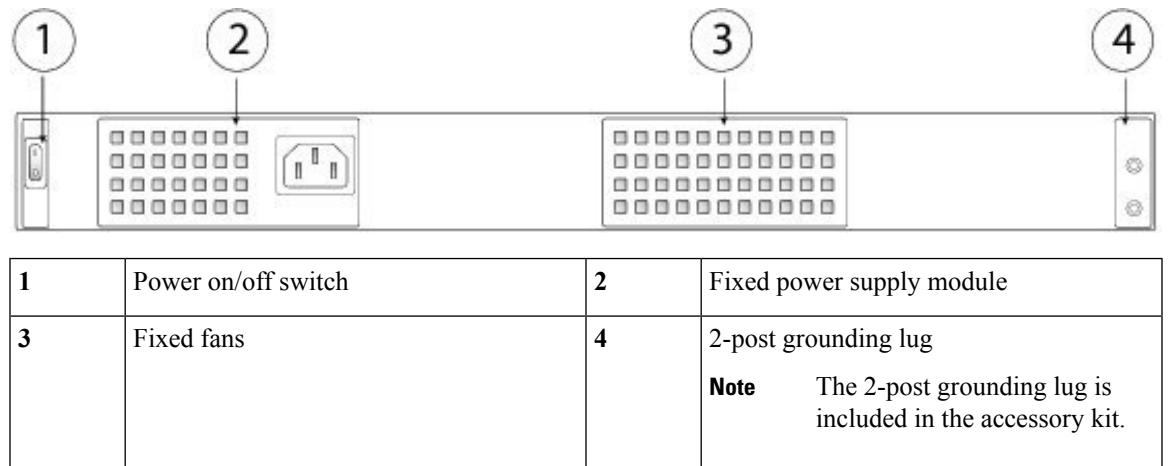 1 2 3 4
1 Power on/off switch 2 Fixed power supply module
3 Fixed fans 4 2-post grounding lug
Note The 2-post grounding lug is
included in the accessory kit.